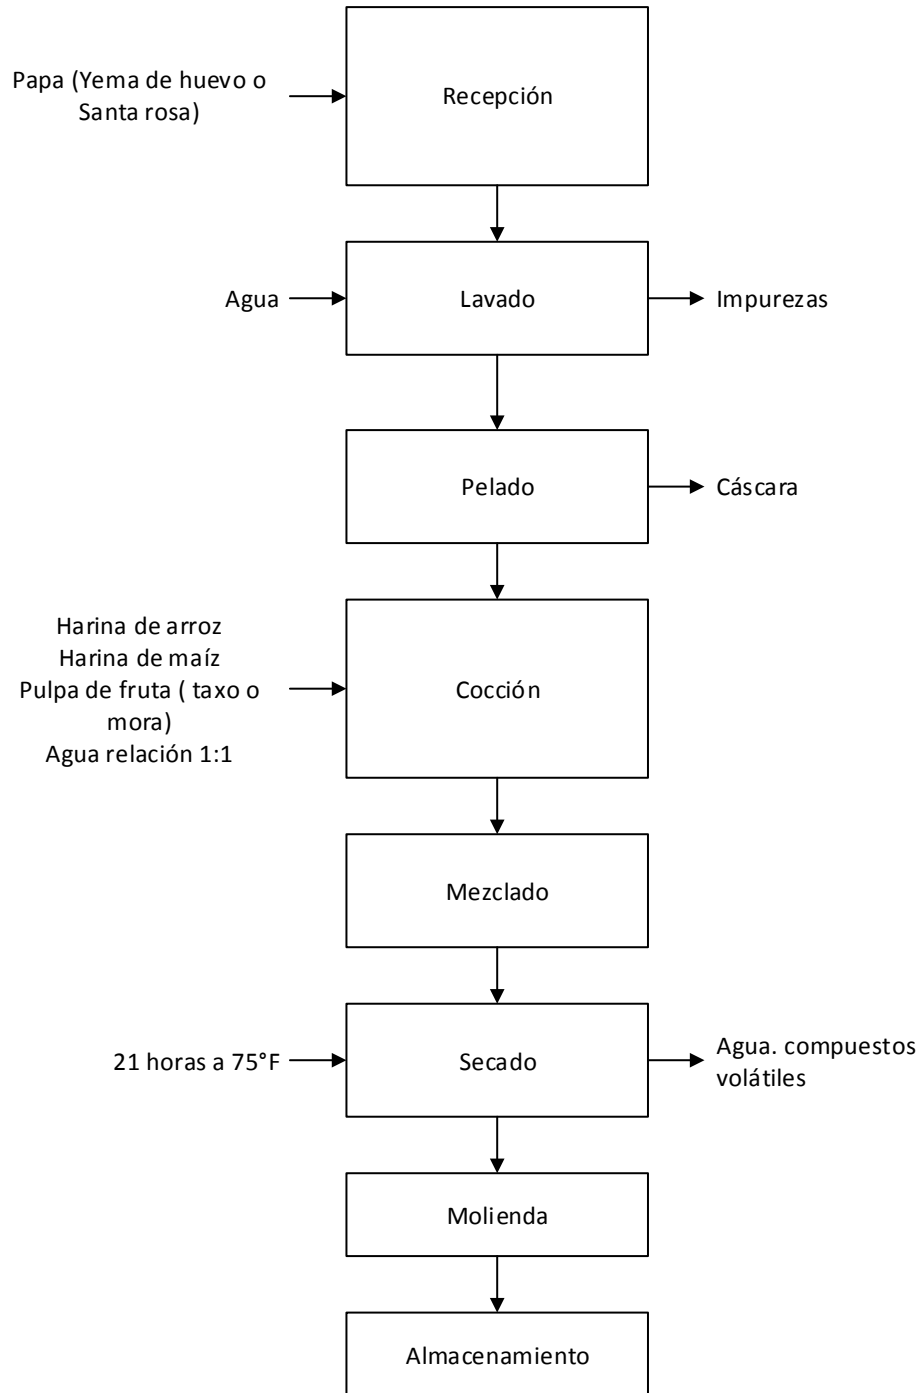 Papa (Yema de huevo o
Santa rosa)
Recepción
Agua
Lavado
Impurezas
Pelado
Cáscara
Harina de arroz
Harina de maíz
Pulpa de fruta ( taxo o
mora)
Agua relación 1:1
Cocción
Mezclado
21 horas a 75°F
Secado
Agua. compuestos
volátiles
Molienda
Almacenamiento